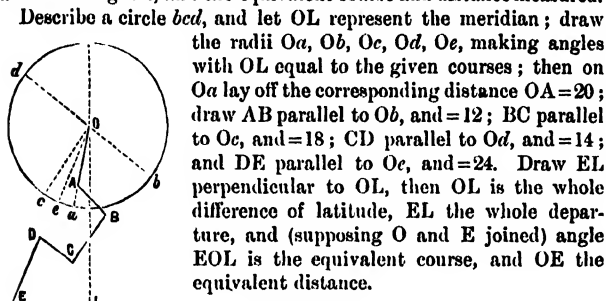 Describe a circle bcd, and let OL represent the meridian; draw
the radii Oa, Ob, Oc, Od, Oe, making angles
with OL equal to the given courses; then on
Oa lay off the corresponding distance OA=20;
draw AB parallel to Ob, and=12; BC parallel
to Oc, and=18; CD parallel to Od, and=14;
and DE parallel to Oe, and=24. Draw EL
perpendicular to OL, then OL is the whole
difference of latitude, EL the whole depar-
ture, and (supposing O and E joined) angle
EOL is the equivalent course, and OE the
equivalent distance.
d
O
A
b
c
e
a
B
D
C
E